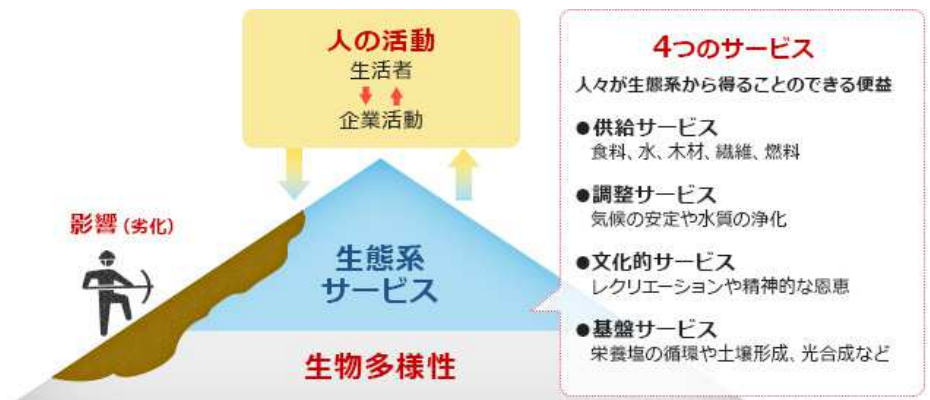 人の活動
生活者
企業活動
影響(劣化)
生態系
サービス
生物多様性
4つのサービス
人々が生態系から得ることのできる便益
●供給サービス
食料、水、木材、繊維、燃料
●調整サービス
気候の安定や水質の浄化
●文化的サービス
レクリエーションや精神的な恩恵
●基盤サービス
栄養塩の循環や土壌形成、光合成など